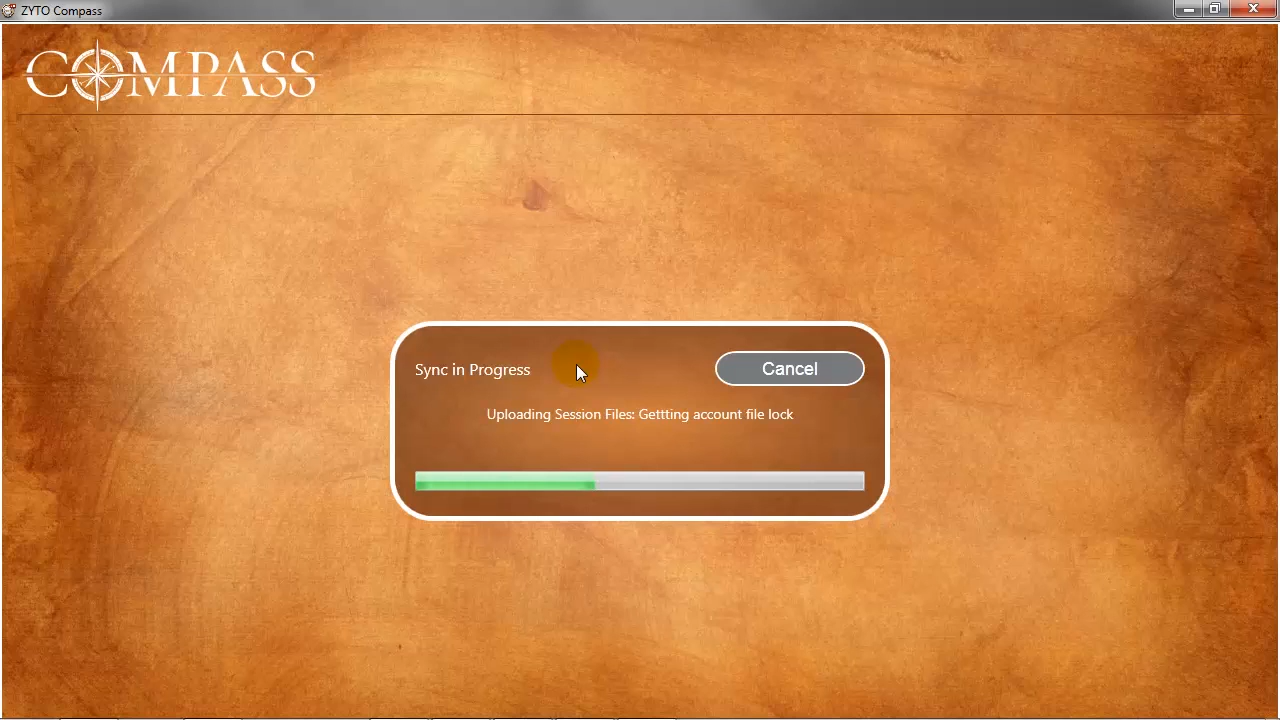 ZYTO Compass
COMPASS
Sync in Progress
Cancel
Uploading Session Files: Gettting account file lock